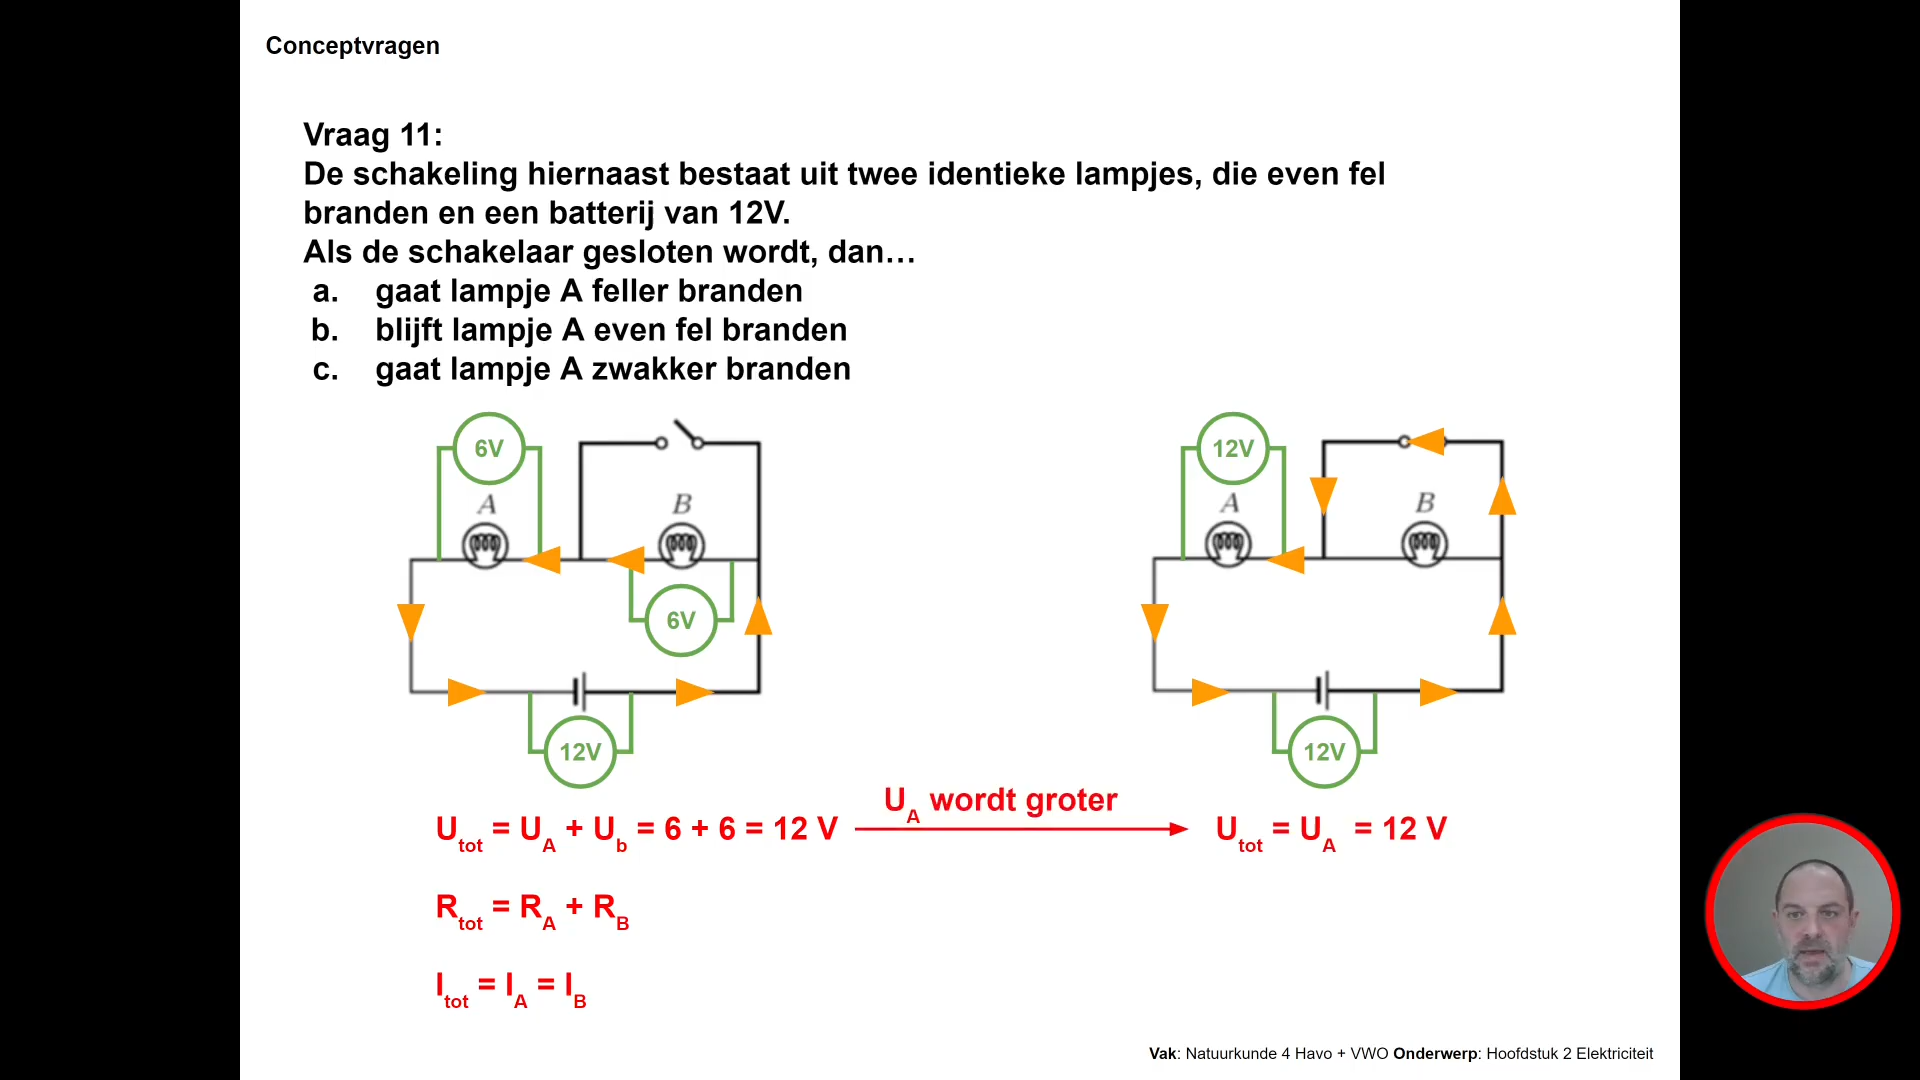 Conceptvragen
Vraag 11:
De schakeling hiernaast bestaat uit twee identieke lampjes, die even fel
branden en een batterij van 12V.
Als de schakelaar gesloten wordt, dan…
a. gaat lampje A feller branden
b. blijft lampje A even fel branden
c. gaat lampje A zwakker branden
6V
A
B
6V
12V
12V
A
B
12V
U_tot = U_A + U_b = 6 + 6 = 12 V
U_A wordt groter
U_tot = U_A = 12 V
R_tot = R_A + R_B
I_tot = I_A = I_B
Vak: Natuurkunde 4 Havo + VWO Onderwerp: Hoofdstuk 2 Elektriciteit